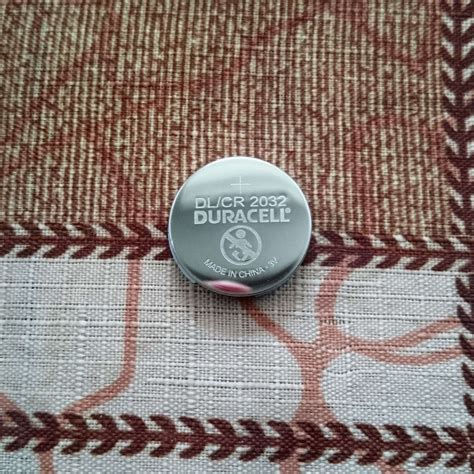 +
DL/CR 2032
DURACELL
MADE IN CHINA - 3V